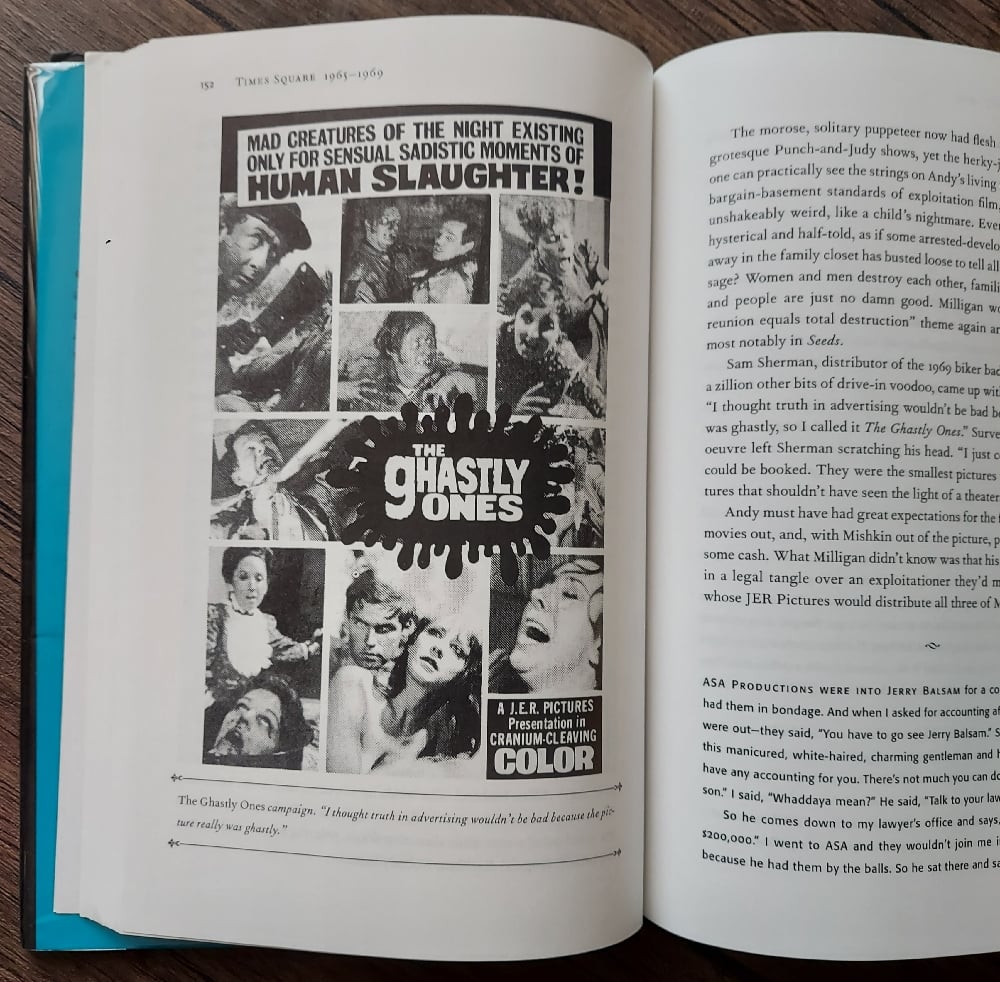 152 TIMES SQUARE 1965–1969
MAD CREATURES OF THE NIGHT EXISTING
ONLY FOR SENSUAL SADISTIC MOMENTS OF
HUMAN SLAUGHTER!
THE
gHASTLY
ONES
A J.E.R. PICTURES
Presentation in
CRANIUM-CLEAVING
COLOR
The Ghastly Ones campaign. "I thought truth in advertising wouldn't be bad because the pic-
ture really was ghastly."
The morose, solitary puppeteer now had flesh
grotesque Punch-and-Judy shows, yet the herky-j
one can practically see the strings on Andy's living
bargain-basement standards of exploitation film,
unshakeably weird, like a child's nightmare. Ever
hysterical and half-told, as if some arrested-develo
away in the family closet has busted loose to tell all
sage? Women and men destroy each other, famili
and people are just no damn good. Milligan wo
reunion equals total destruction" theme again an
most notably in Seeds.
Sam Sherman, distributor of the 1969 biker bad
a zillion other bits of drive-in voodoo, came up wit
"I thought truth in advertising wouldn't be bad be
was ghastly, so I called it The Ghastly Ones." Surve
oeuvre left Sherman scratching his head. "I just c
could be booked. They were the smallest pictures
tures that shouldn't have seen the light of a theater
Andy must have had great expectations for the
movies out, and, with Mishkin out of the picture, p
some cash. What Milligan didn't know was that his
in a legal tangle over an exploitationer they'd m
whose JER Pictures would distribute all three of M
ASA PRODUCTIONS WERE INTO JERRY BALSAM for a co
had them in bondage. And when I asked for accounting af
were out—they said, "You have to go see Jerry Balsam." S
this manicured, white-haired, charming gentleman and h
have any accounting for you. There's not much you can do
son." I said, "Whaddaya mean?" He said, "Talk to your law
So he comes down to my lawyer's office and says,
$200,000." I went to ASA and they wouldn't join me i
because he had them by the balls. So he sat there and sa